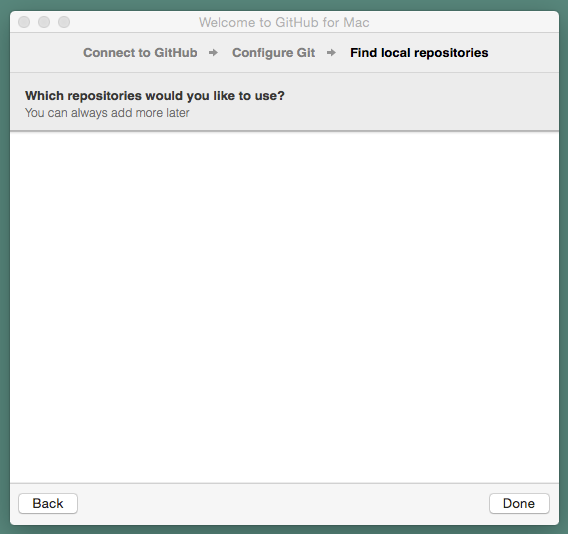 Welcome to GitHub for Mac
Connect to GitHub Configure Git Find local repositories
Which repositories would you like to use?
You can always add more later
Back Done